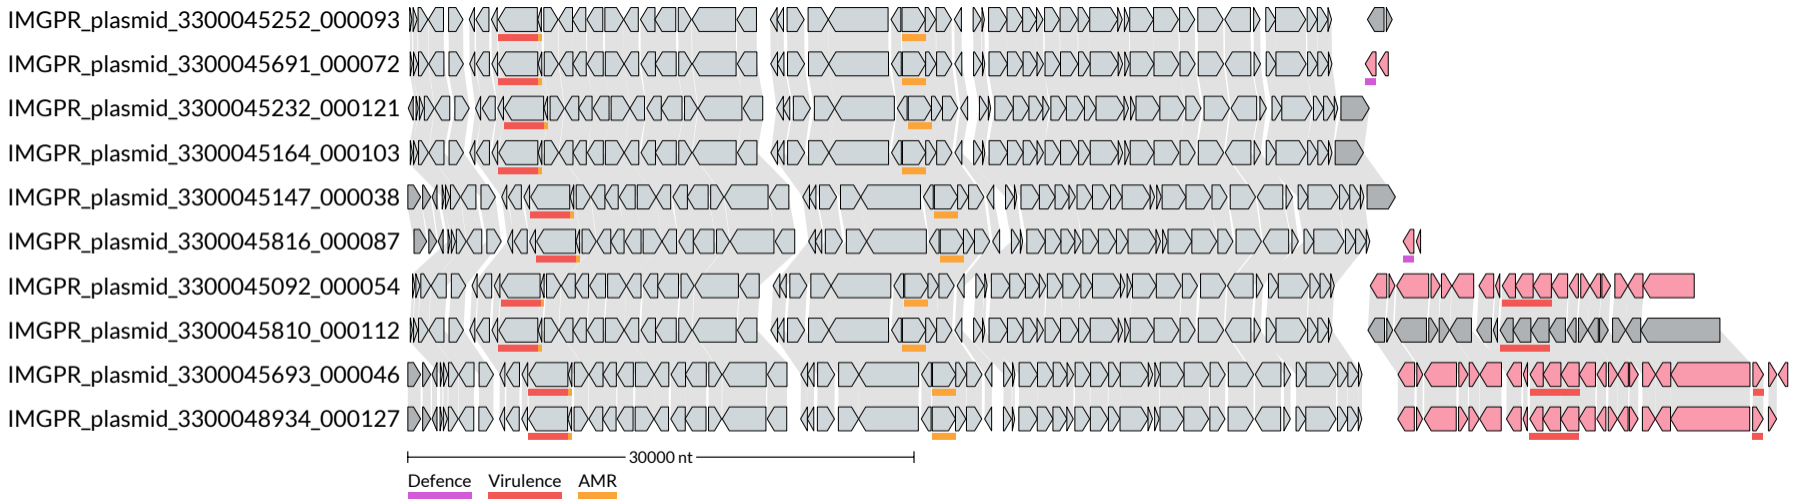 IMGPR_plasmid_3300045252_000093
IMGPR_plasmid_3300045691_000072
IMGPR_plasmid_3300045232_000121
IMGPR_plasmid_3300045164_000103
IMGPR_plasmid_3300045147_000038
IMGPR_plasmid_3300045816_000087
IMGPR_plasmid_3300045092_000054
IMGPR_plasmid_3300045810_000112
IMGPR_plasmid_3300045693_000046
IMGPR_plasmid_3300048934_000127
30000 nt
Defence Virulence AMR